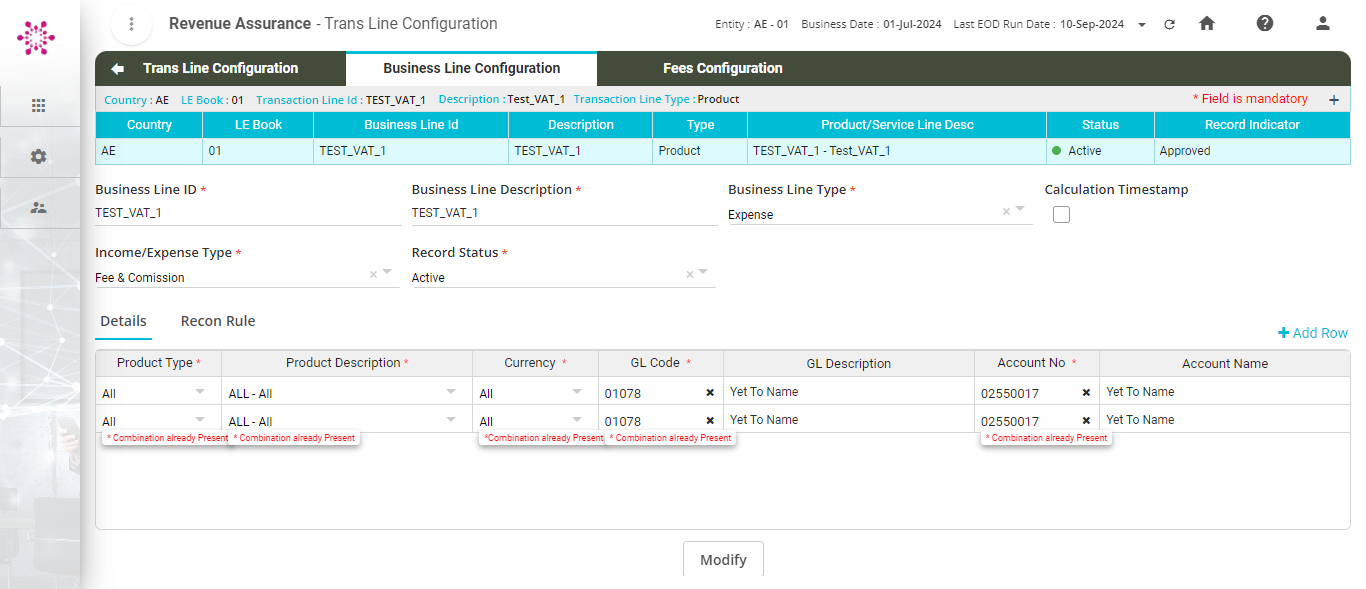 Revenue Assurance - Trans Line Configuration
Entity : AE - 01 Business Date : 01-Jul-2024 Last EOD Run Date : 10-Sep-2024
Trans Line Configuration Business Line Configuration Fees Configuration
Country : AE LE Book : 01 Transaction Line Id : TEST_VAT_1 Description : Test_VAT_1 Transaction Line Type : Product * Field is mandatory +
Country LE Book Business Line Id Description Type Product/Service Line Desc Status Record Indicator
AE 01 TEST_VAT_1 TEST_VAT_1 Product TEST_VAT_1 - Test_VAT_1 Active Approved
Business Line ID * Business Line Description * Business Line Type * Calculation Timestamp
TEST_VAT_1 TEST_VAT_1 Expense ×
Income/Expense Type * Record Status *
Fee & Comission × Active ×
Details Recon Rule
+ Add Row
Product Type * Product Description * Currency * GL Code * GL Description Account No * Account Name
All ALL - All All 01078 Yet To Name 02550017 Yet To Name
All ALL - All All 01078 Yet To Name 02550017 Yet To Name
* Combination already Present * Combination already Present *Combination already Present * Combination already Present * Combination already Present
Modify